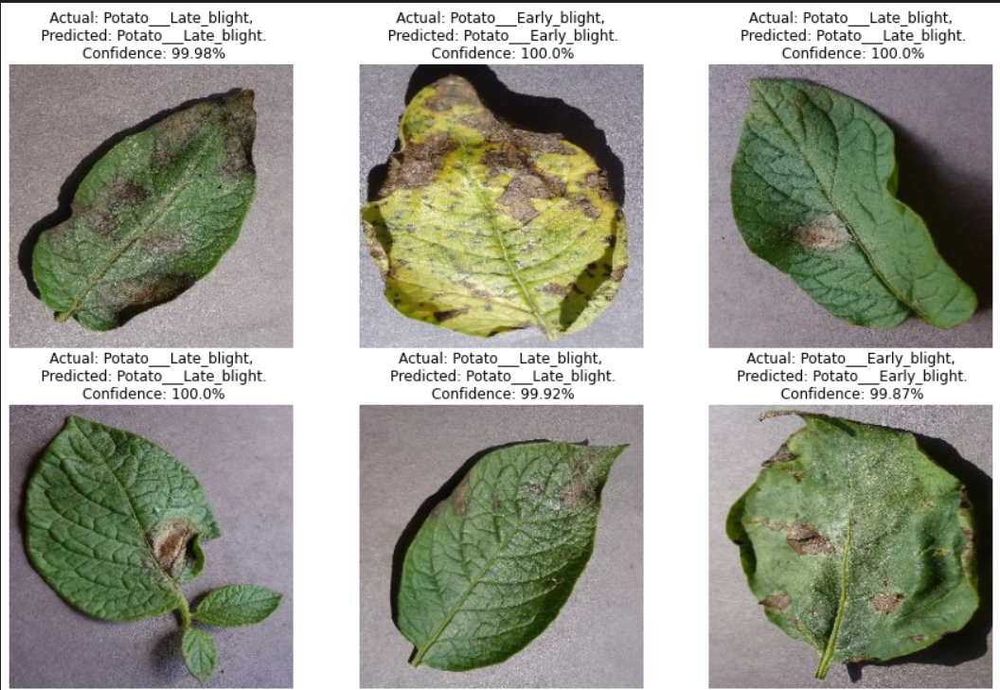 Actual: Potato___Late_blight,
Predicted: Potato___Late_blight.
Confidence: 99.98%
Actual: Potato___Early_blight,
Predicted: Potato___Early_blight.
Confidence: 100.0%
Actual: Potato___Late_blight,
Predicted: Potato___Late_blight.
Confidence: 100.0%
Actual: Potato___Late_blight,
Predicted: Potato___Late_blight.
Confidence: 100.0%
Actual: Potato___Late_blight,
Predicted: Potato___Late_blight.
Confidence: 99.92%
Actual: Potato___Early_blight,
Predicted: Potato___Early_blight.
Confidence: 99.87%